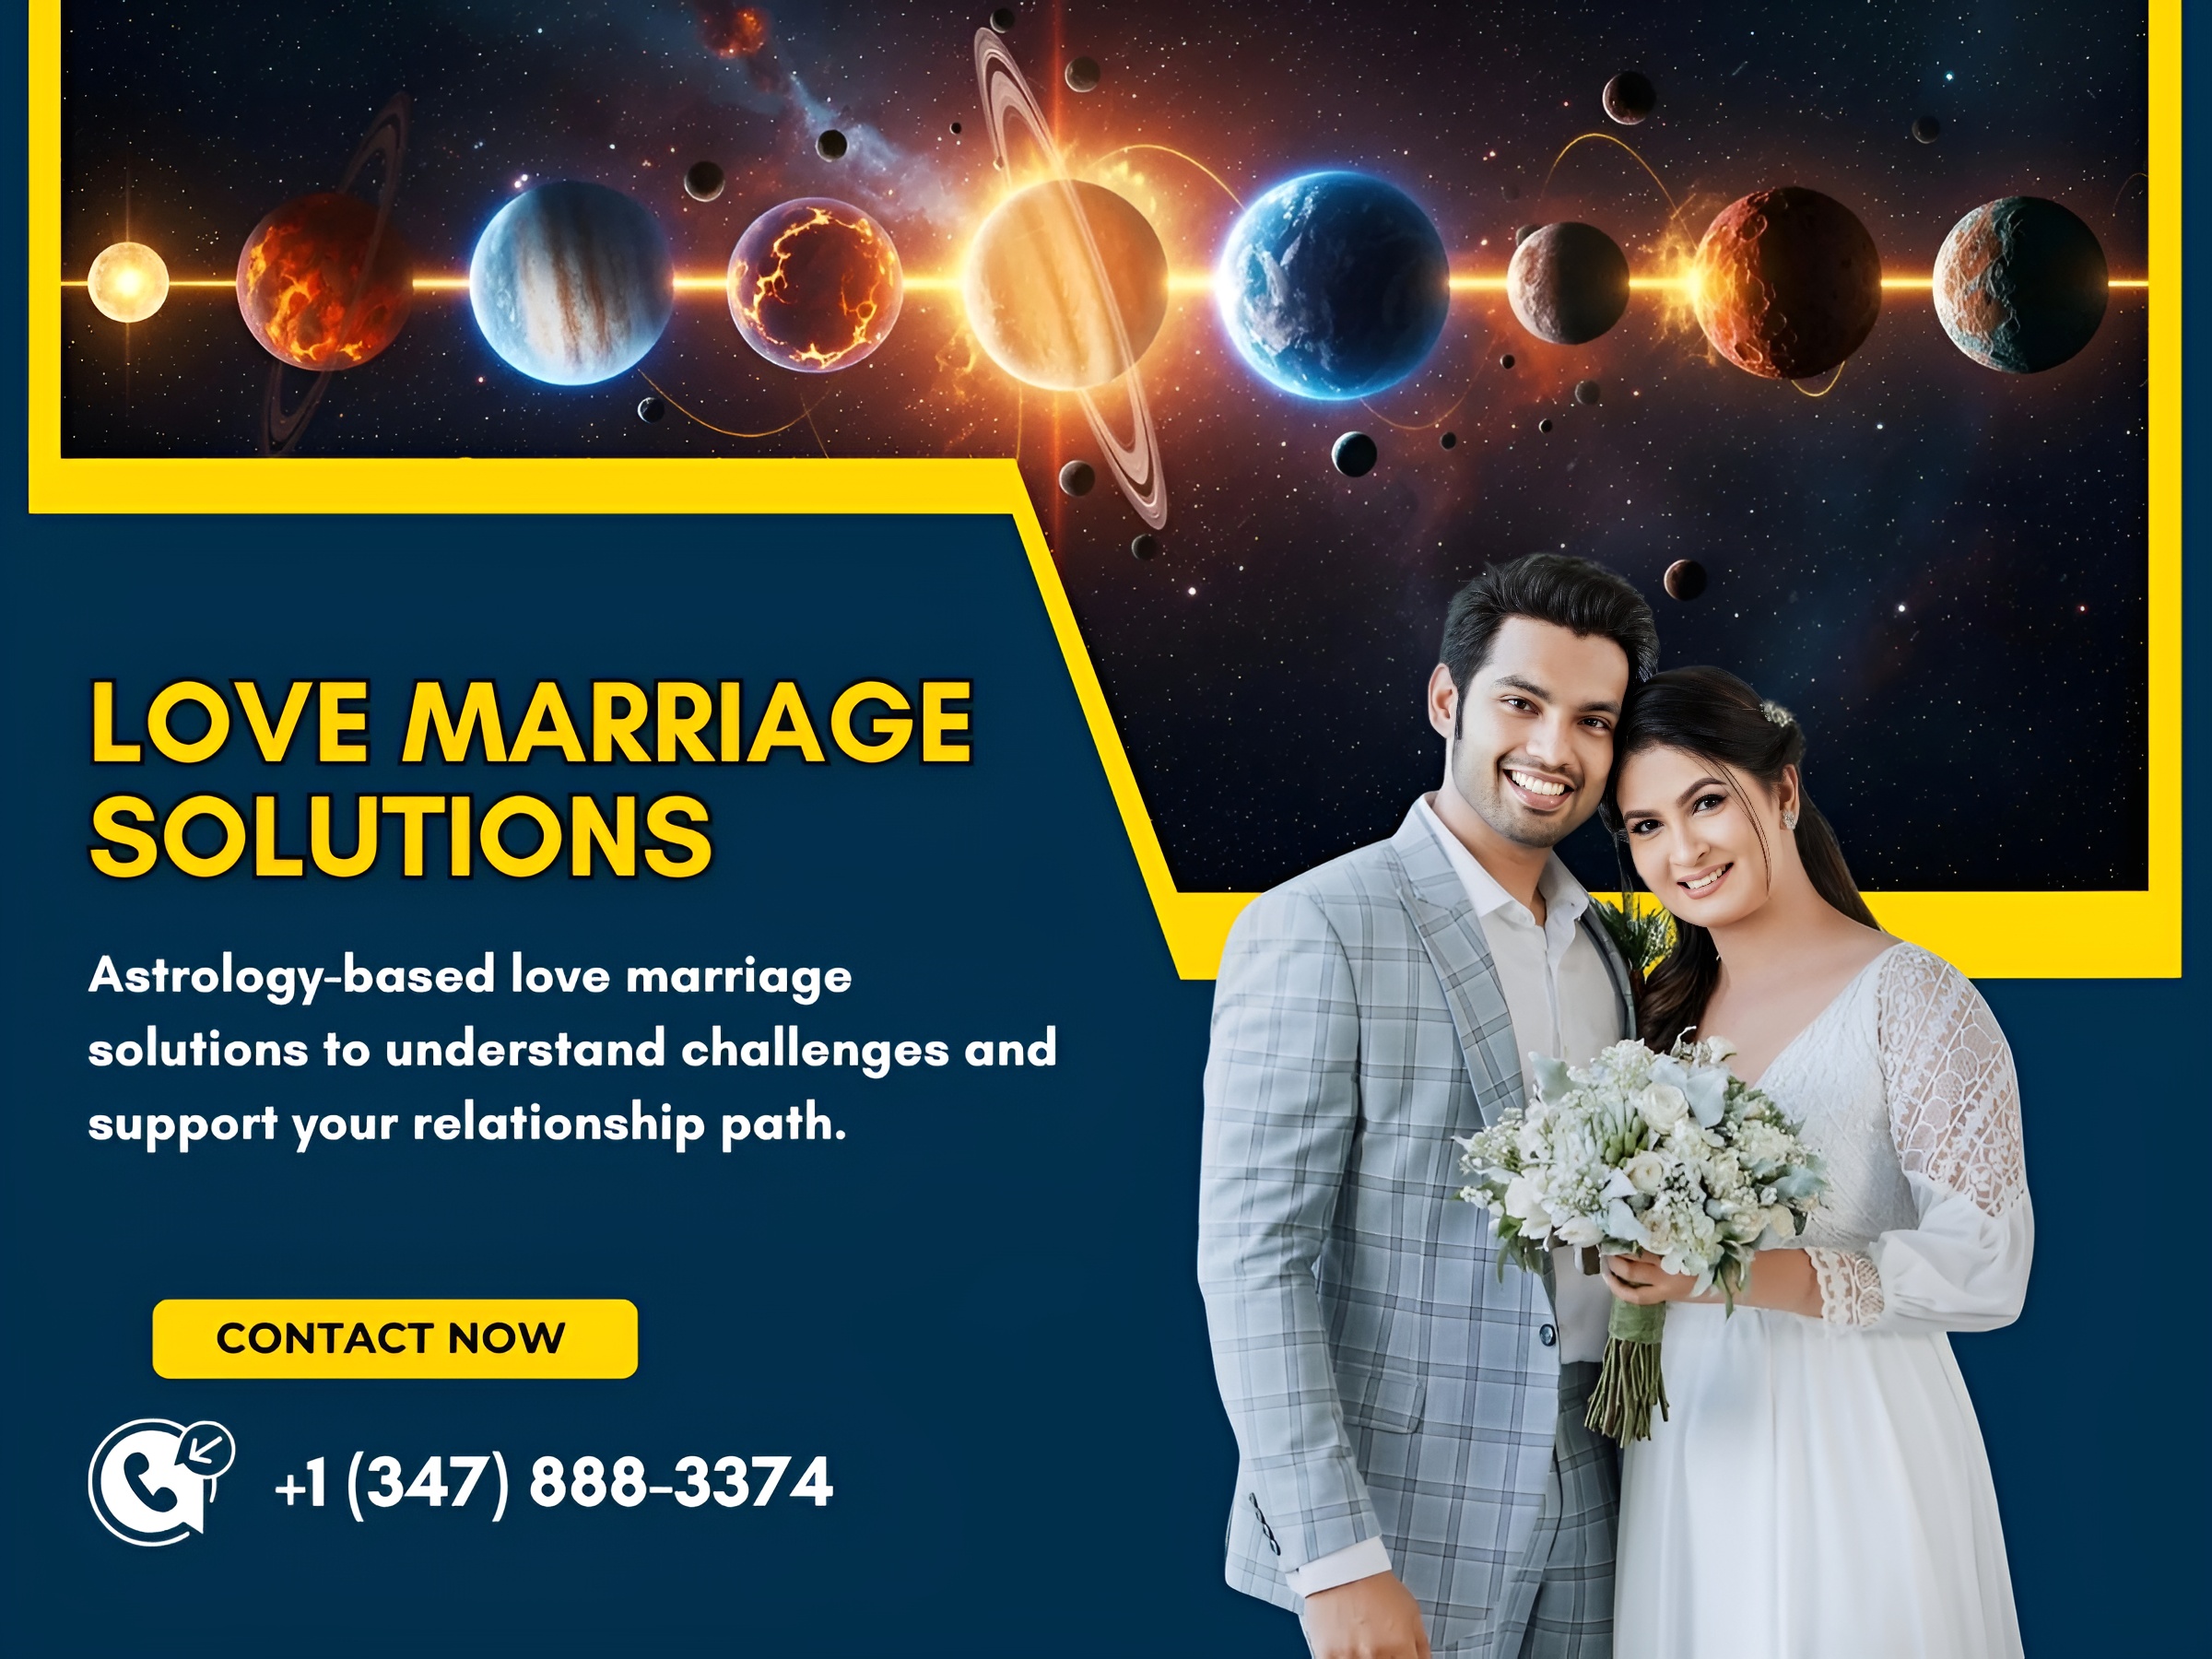 LOVE MARRIAGE
SOLUTIONS
Astrology-based love marriage
solutions to understand challenges and
support your relationship path.
CONTACT NOW
+1 (347) 888-3374